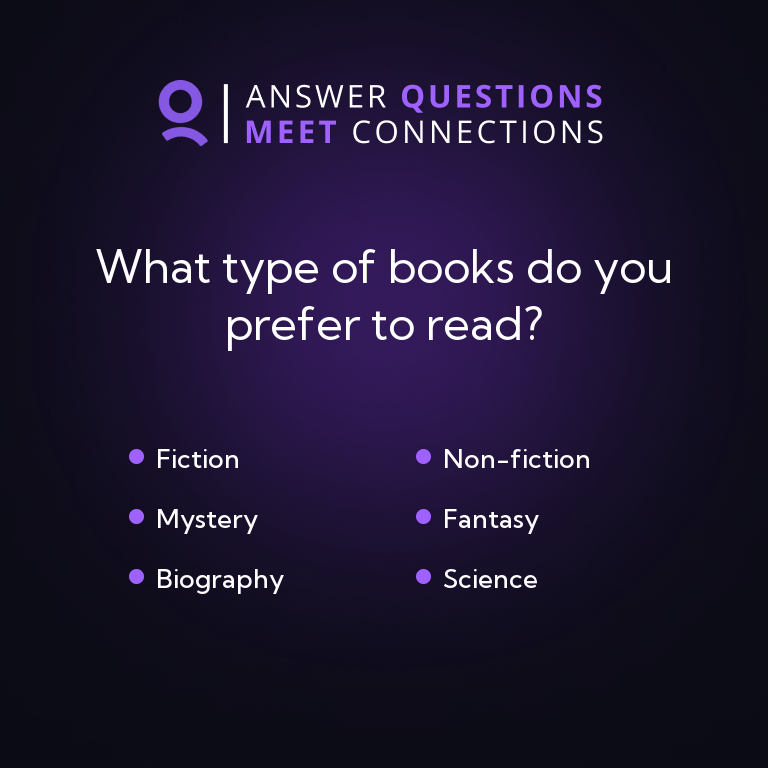 ANSWER QUESTIONS
MEET CONNECTIONS
What type of books do you
prefer to read?
Fiction
Non-fiction
Mystery
Fantasy
Biography
Science